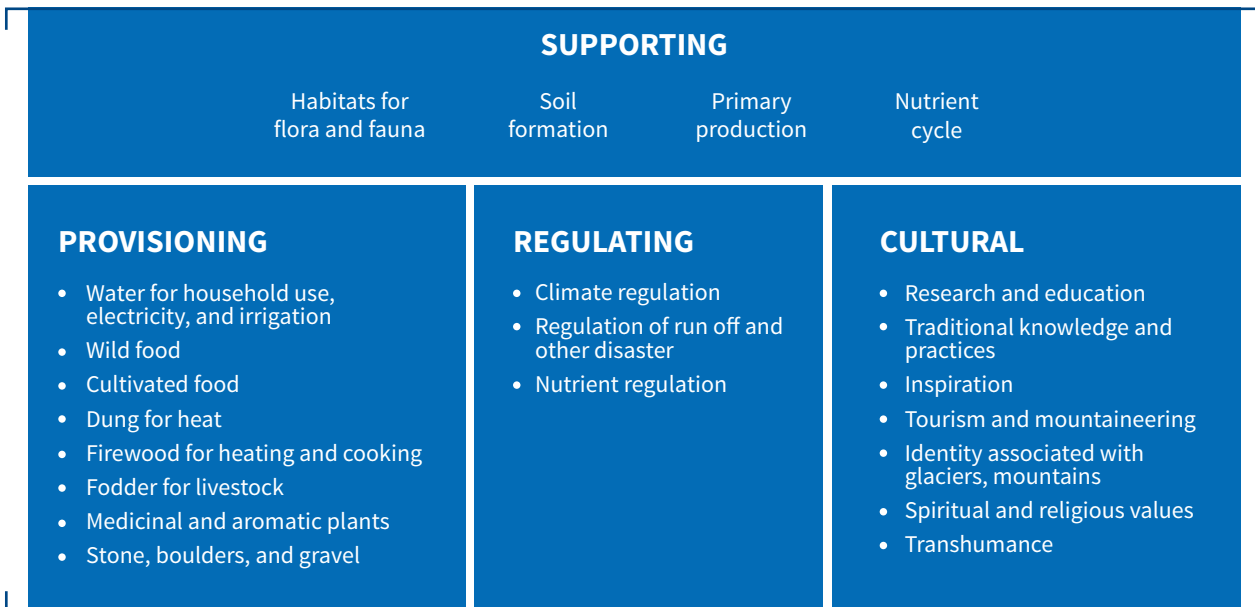 SUPPORTING
Habitats for
flora and fauna
Soil
formation
Primary
production
Nutrient
cycle
PROVISIONING
• Water for household use,
electricity, and irrigation
• Wild food
• Cultivated food
• Dung for heat
• Firewood for heating and cooking
• Fodder for livestock
• Medicinal and aromatic plants
• Stone, boulders, and gravel
REGULATING
• Climate regulation
• Regulation of run off and
other disaster
• Nutrient regulation
CULTURAL
• Research and education
• Traditional knowledge and
practices
• Inspiration
• Tourism and mountaineering
• Identity associated with
glaciers, mountains
• Spiritual and religious values
• Transhumance